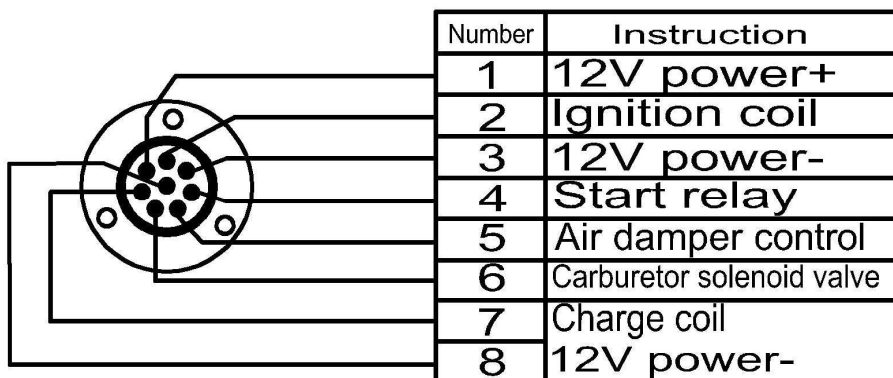 Number Instruction
1 12V power+
2 Ignition coil
3 12V power-
4 Start relay
5 Air damper control
6 Carburetor solenoid valve
7 Charge coil
8 12V power-